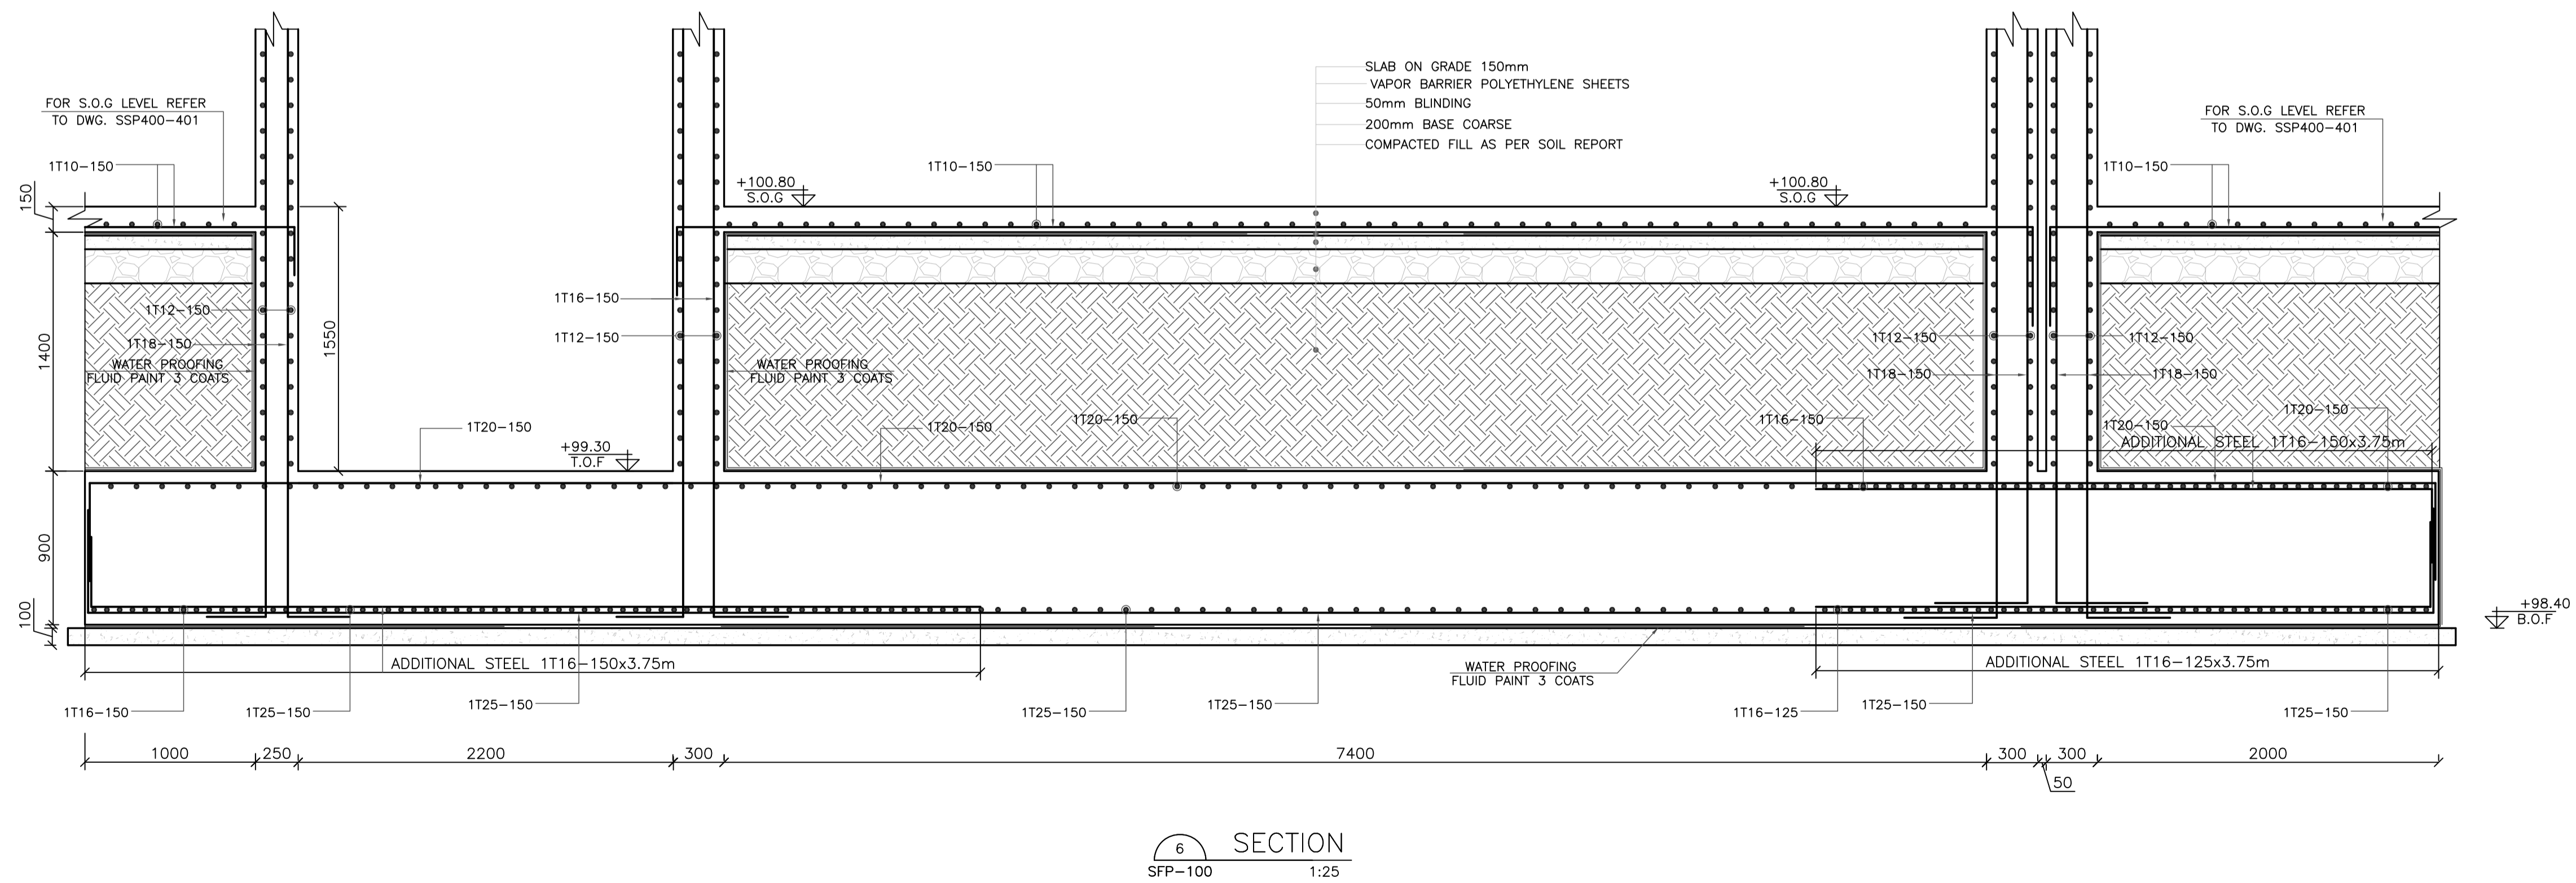 SLAB ON GRADE 150mm
VAPOR BARRIER POLYETHYLENE SHEETS
50mm BLINDING
200mm BASE COARSE
COMPACTED FILL AS PER SOIL REPORT
FOR S.O.G LEVEL REFER
TO DWG. SSP400-401
FOR S.O.G LEVEL REFER
TO DWG. SSP400-401
1T10-150
1T10-150
1T10-150
150
+100.80
S.O.G
+100.80
S.O.G
1T16-150
1T12-150
1T12-150
1T12-150
1T12-150
1T18-150
1400
1550
WATER PROOFING
FLUID PAINT 3 COATS
WATER PROOFING
FLUID PAINT 3 COATS
1T18-150
1T18-150
1T20-150
1T20-150
1T20-150
1T16-150
1T20-150
1T20-150
ADDITIONAL STEEL 1T16-150x3.75m
+99.30
T.O.F
900
100
+98.40
B.O.F
ADDITIONAL STEEL 1T16-150x3.75m
WATER PROOFING
FLUID PAINT 3 COATS
ADDITIONAL STEEL 1T16-125x3.75m
1T16-150
1T25-150
1T25-150
1T25-150
1T25-150
1T16-125
1T25-150
1T25-150
1000
250
2200
300
7400
300
300
2000
50
6
SECTION
SFP-100
1:25